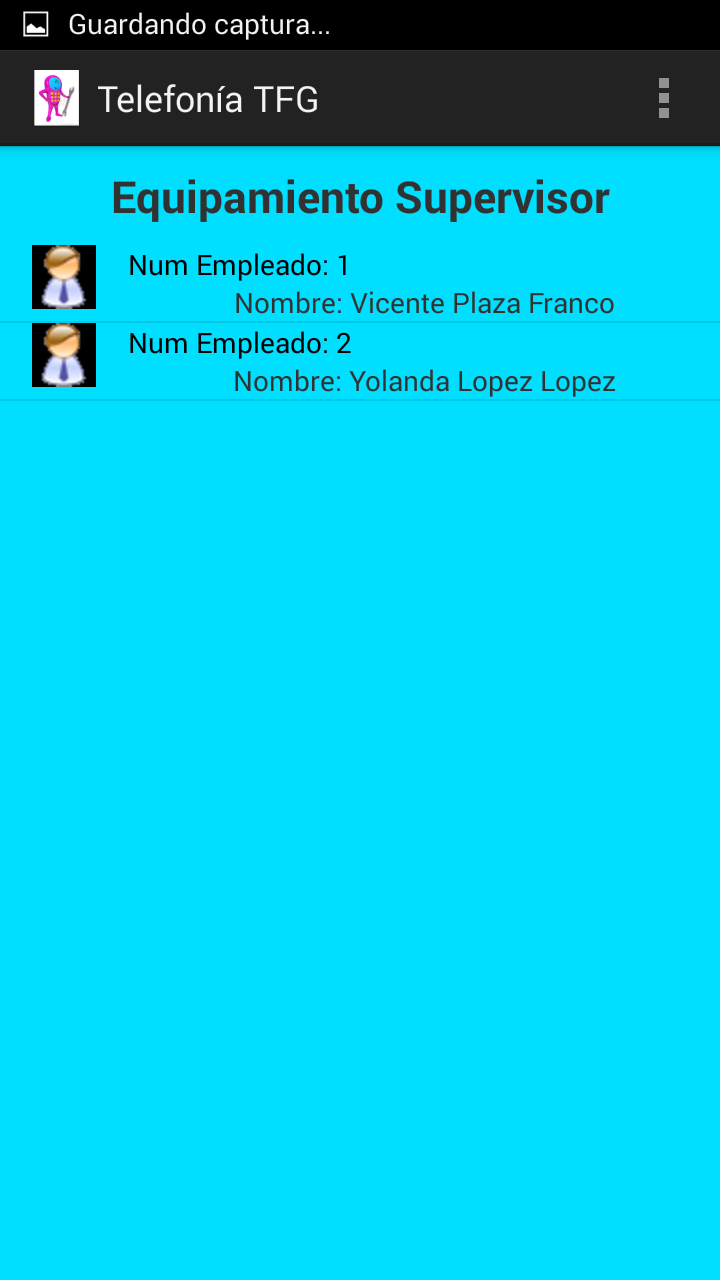 Guardando captura...
Telefonía TFG
Equipamiento Supervisor
Num Empleado: 1
Nombre: Vicente Plaza Franco
Num Empleado: 2
Nombre: Yolanda Lopez Lopez